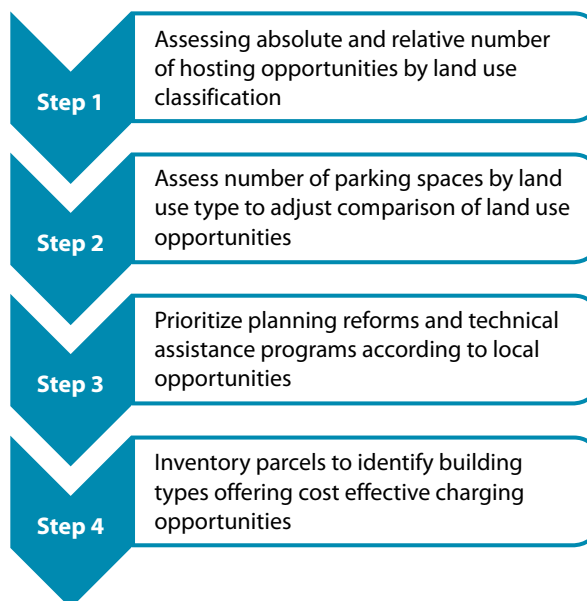 Step 1
Assessing absolute and relative number
of hosting opportunities by land use
classification
Step 2
Assess number of parking spaces by land
use type to adjust comparison of land use
opportunities
Step 3
Prioritize planning reforms and technical
assistance programs according to local
opportunities
Step 4
Inventory parcels to identify building
types offering cost effective charging
opportunities